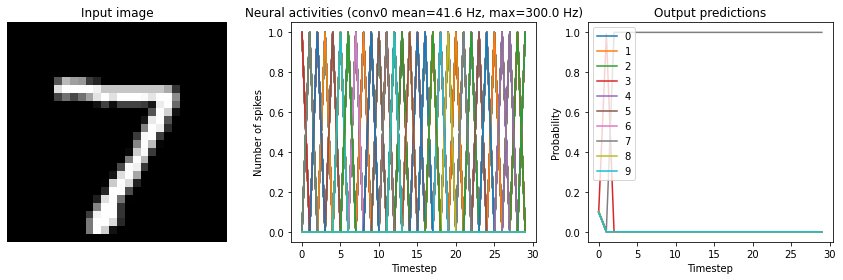 Input image
7
Neural activities (conv0 mean=41.6 Hz, max=300.0 Hz)
Number of spikes
1.0
0.8
0.6
0.4
0.2
0.0
0 5 10 15 20 25 30
Timestep
Output predictions
Probability
1.0
0.8
0.6
0.4
0.2
0.0
0
1
2
3
4
5
6
7
8
9
0 5 10 15 20 25 30
Timestep